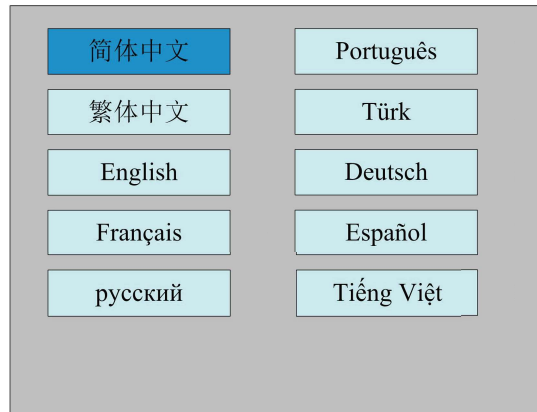 简体中文
Português
繁体中文
Türk
English
Deutsch
Français
Español
русский
Tiếng Việt